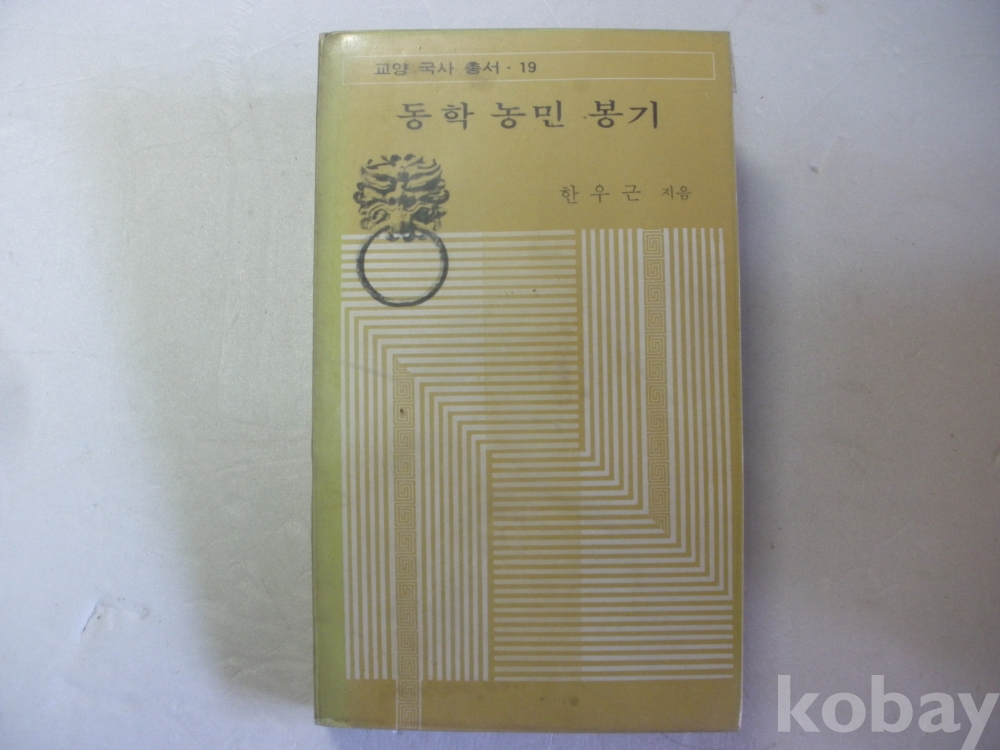 교양 국사 총서 · 19
동학 농민 봉기
한우근 지음
kobay